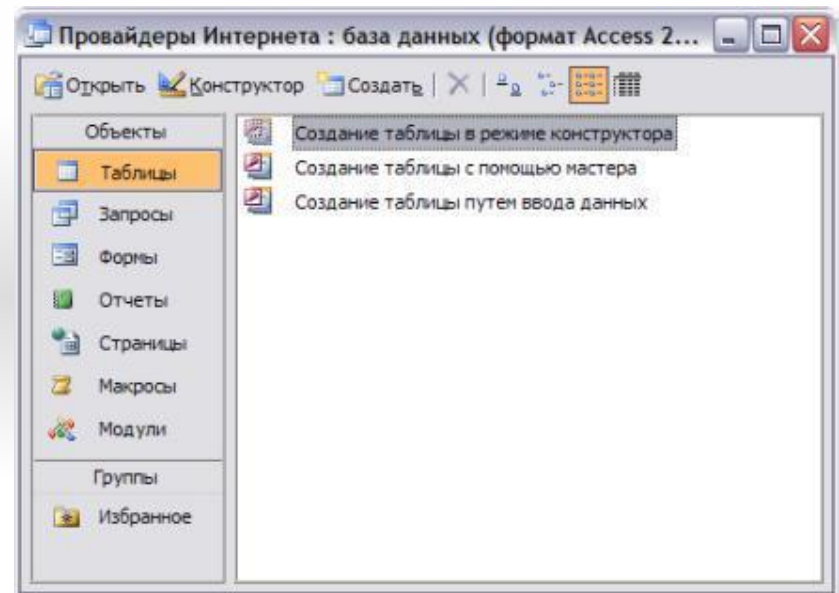 Провайдеры Интернета : база данных (формат Access 2...
Открыть Конструктор Создать
Объекты
Таблицы
Запросы
Формы
Отчеты
Страницы
Макросы
Модули
Группы
Избранное
Создание таблицы в режиме конструктора
Создание таблицы с помощью мастера
Создание таблицы путем ввода данных